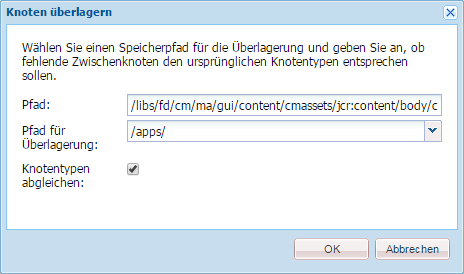 Knoten überlagern
Wählen Sie einen Speicherpfad für die Überlagerung und geben Sie an, ob
fehlende Zwischenknoten den ursprünglichen Knotentypen entsprechen
sollen.
Pfad: /libs/fd/cm/ma/gui/content/cmassets/jcr:content/body/c
Pfad für /apps/
Überlagerung:
Knotentypen
abgleichen:
OK Abbrechen